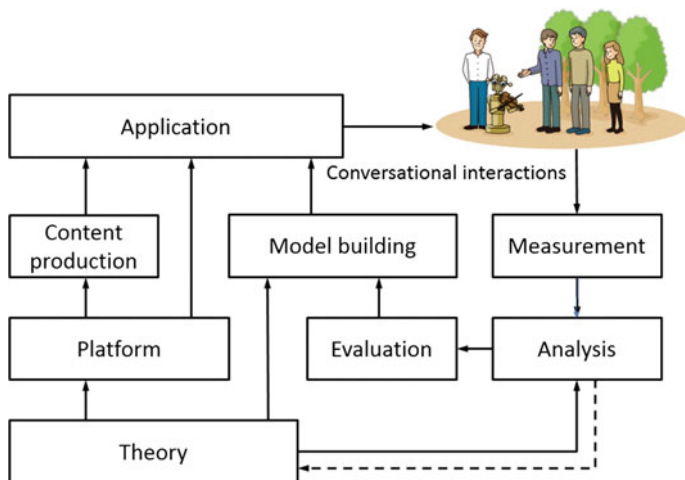 Application
Conversational interactions
Content
production
Model building
Measurement
Platform
Evaluation
Analysis
Theory